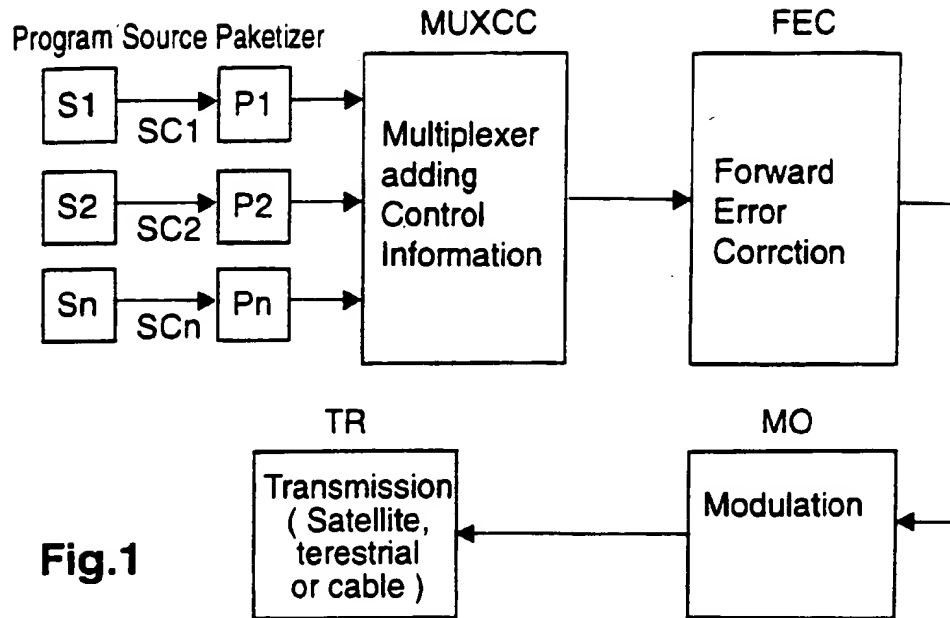 Program Source Paketizer
MUXCC
FEC
S1
SC1
P1
S2
SC2
P2
Sn
SCn
Pn
Multiplexer
adding
Control
Information
Forward
Error
Corrction
TR
MO
Transmission
( Satellite,
terestrial
or cable )
Modulation
Fig.1